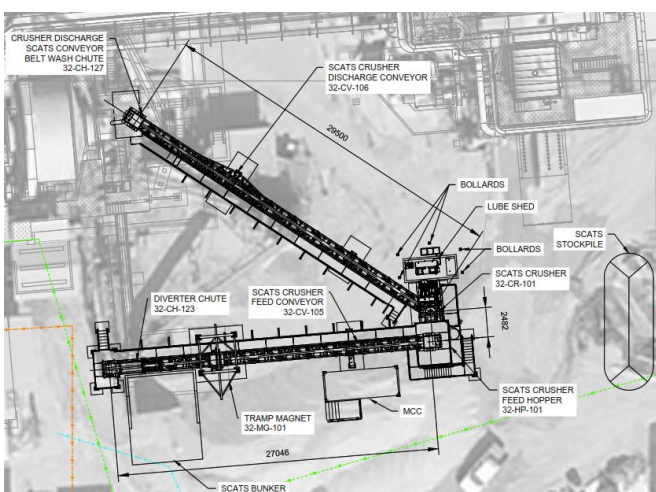 CRUSHER DISCHARGE
SCATS CONVEYOR
BELT WASH CHUTE
32-CH-127
SCATS CRUSHER
DISCHARGE CONVEYOR
32-CV-106
29500
BOLLARDS
LUBE SHED
BOLLARDS
SCATS
STOCKPILE
SCATS CRUSHER
32-CR-101
DIVERTER CHUTE
32-CH-123
SCATS CRUSHER
FEED CONVEYOR
32-CV-105
2482
SCATS CRUSHER
FEED HOPPER
32-HP-101
TRAMP MAGNET
32-MG-101
MCC
27046
SCATS BUNKER